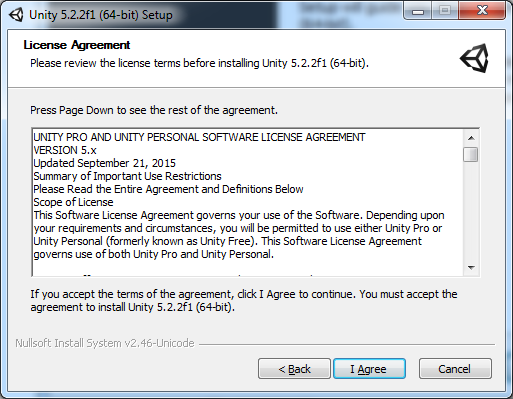 Unity 5.2.2f1 (64-bit) Setup
License Agreement
Please review the license terms before installing Unity 5.2.2f1 (64-bit).
Press Page Down to see the rest of the agreement.
UNITY PRO AND UNITY PERSONAL SOFTWARE LICENSE AGREEMENT
VERSION 5.x
Updated September 21, 2015
Summary of Important Use Restrictions
Please Read the Entire Agreement and Definitions Below
Scope of License
This Software License Agreement governs your use of the Software. Depending upon
your requirements and circumstances, you will be permitted to use either Unity Pro or
Unity Personal (formerly known as Unity Free). This Software License Agreement
governs use of both Unity Pro and Unity Personal.
If you accept the terms of the agreement, click I Agree to continue. You must accept the
agreement to install Unity 5.2.2f1 (64-bit).
Nullsoft Install System v2.46-Unicode
< Back
I Agree
Cancel